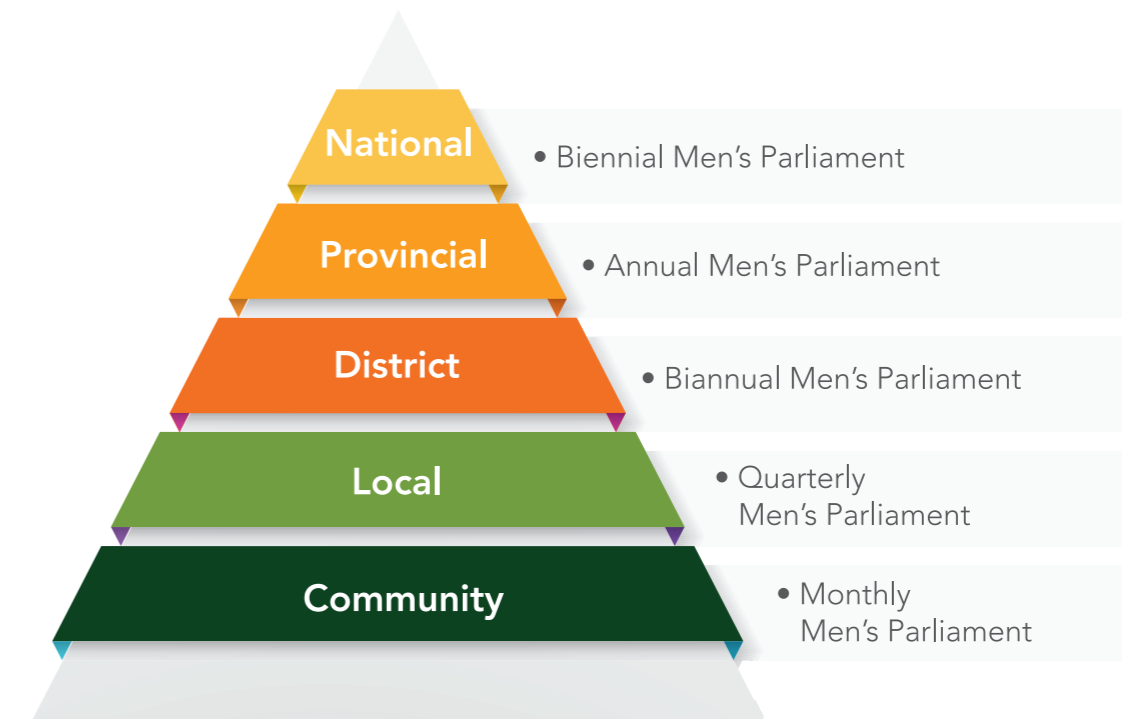 National
• Biennial Men’s Parliament
Provincial
• Annual Men’s Parliament
District
• Biannual Men’s Parliament
Local
• Quarterly
Men’s Parliament
Community
• Monthly
Men’s Parliament